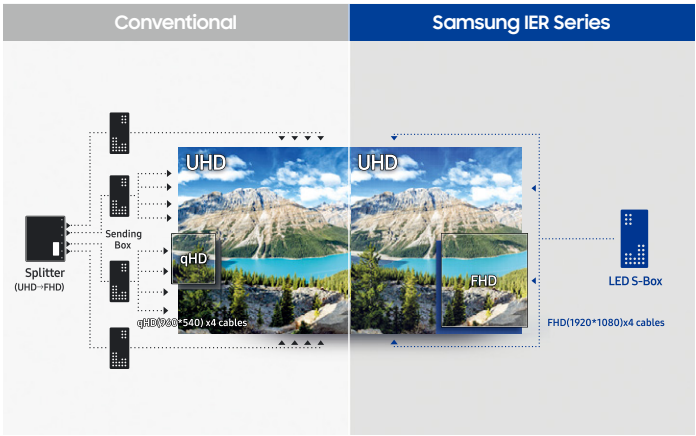 Conventional
Samsung IER Series
UHD
UHD
Sending
Box
qHD
Splitter
(UHD→FHD)
FHD
LED S-Box
qHD(960*540) x4 cables
FHD(1920*1080)x4 cables